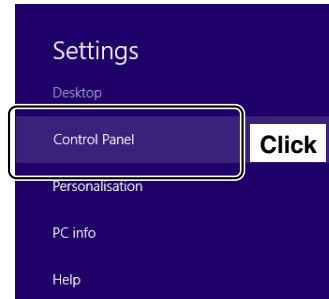 Settings
Desktop
Control Panel
Click
Personalisation
PC info
Help